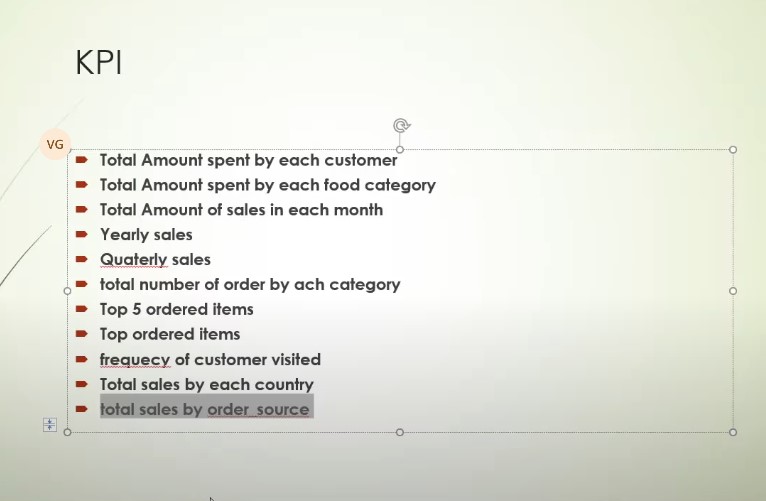 KPI
VG
Total Amount spent by each customer
Total Amount spent by each food category
Total Amount of sales in each month
Yearly sales
Quaterly sales
total number of order by ach category
Top 5 ordered items
Top ordered items
frequecy of customer visited
Total sales by each country
total sales by order_source